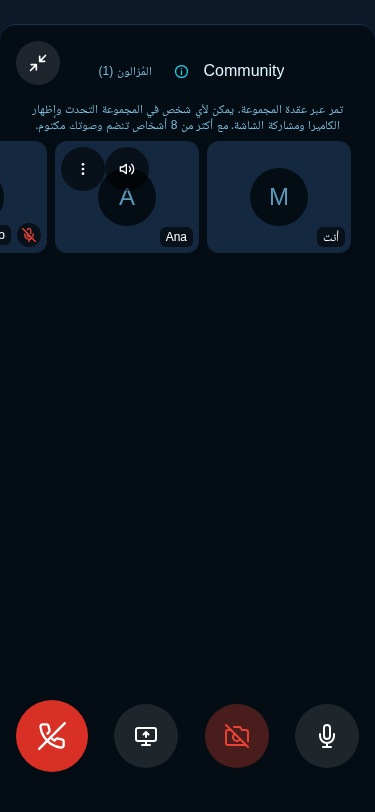 Community
المُزالون (1)
تمر عبر عقدة المجموعة. يمكن لأي شخص في المجموعة التحدث وإظهار
الكاميرا ومشاركة الشاشة. مع أكثر من 8 أشخاص تنضم وصوتك مكتوم.
M
أنت
A
Ana